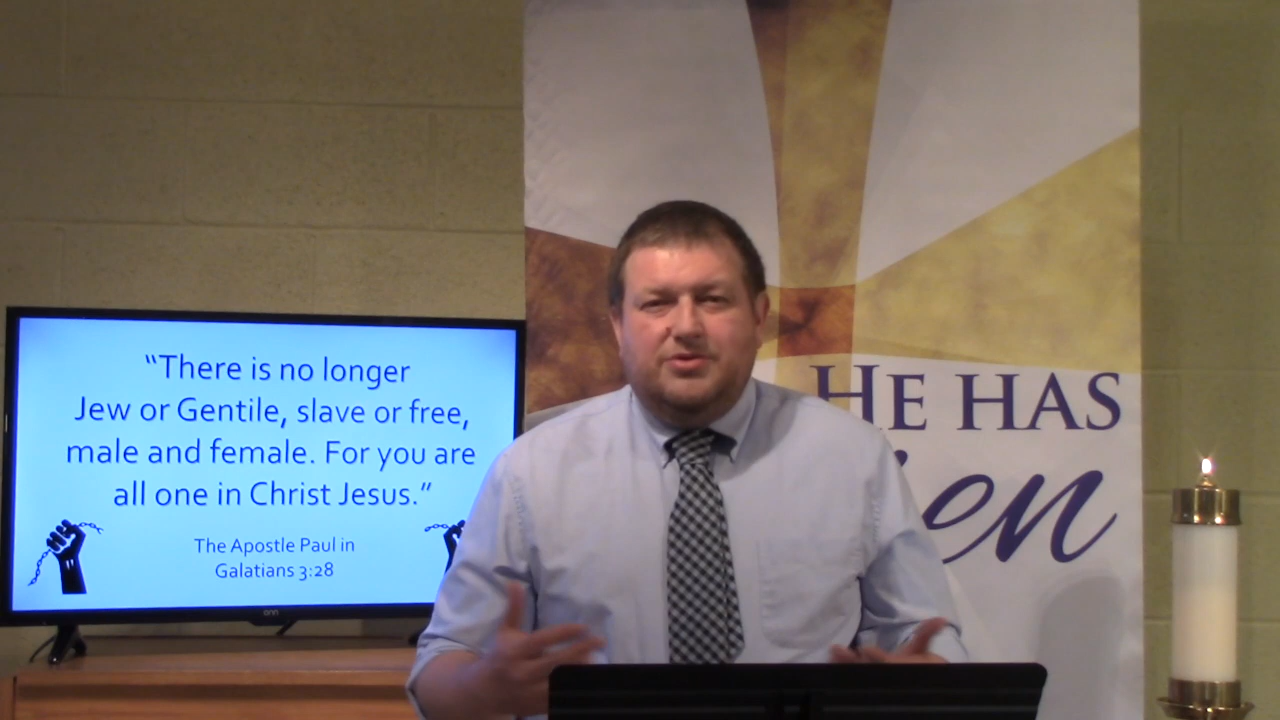 “There is no longer
Jew or Gentile, slave or free,
male and female. For you are
all one in Christ Jesus.”
The Apostle Paul in
Galatians 3:28
onn
HE HAS